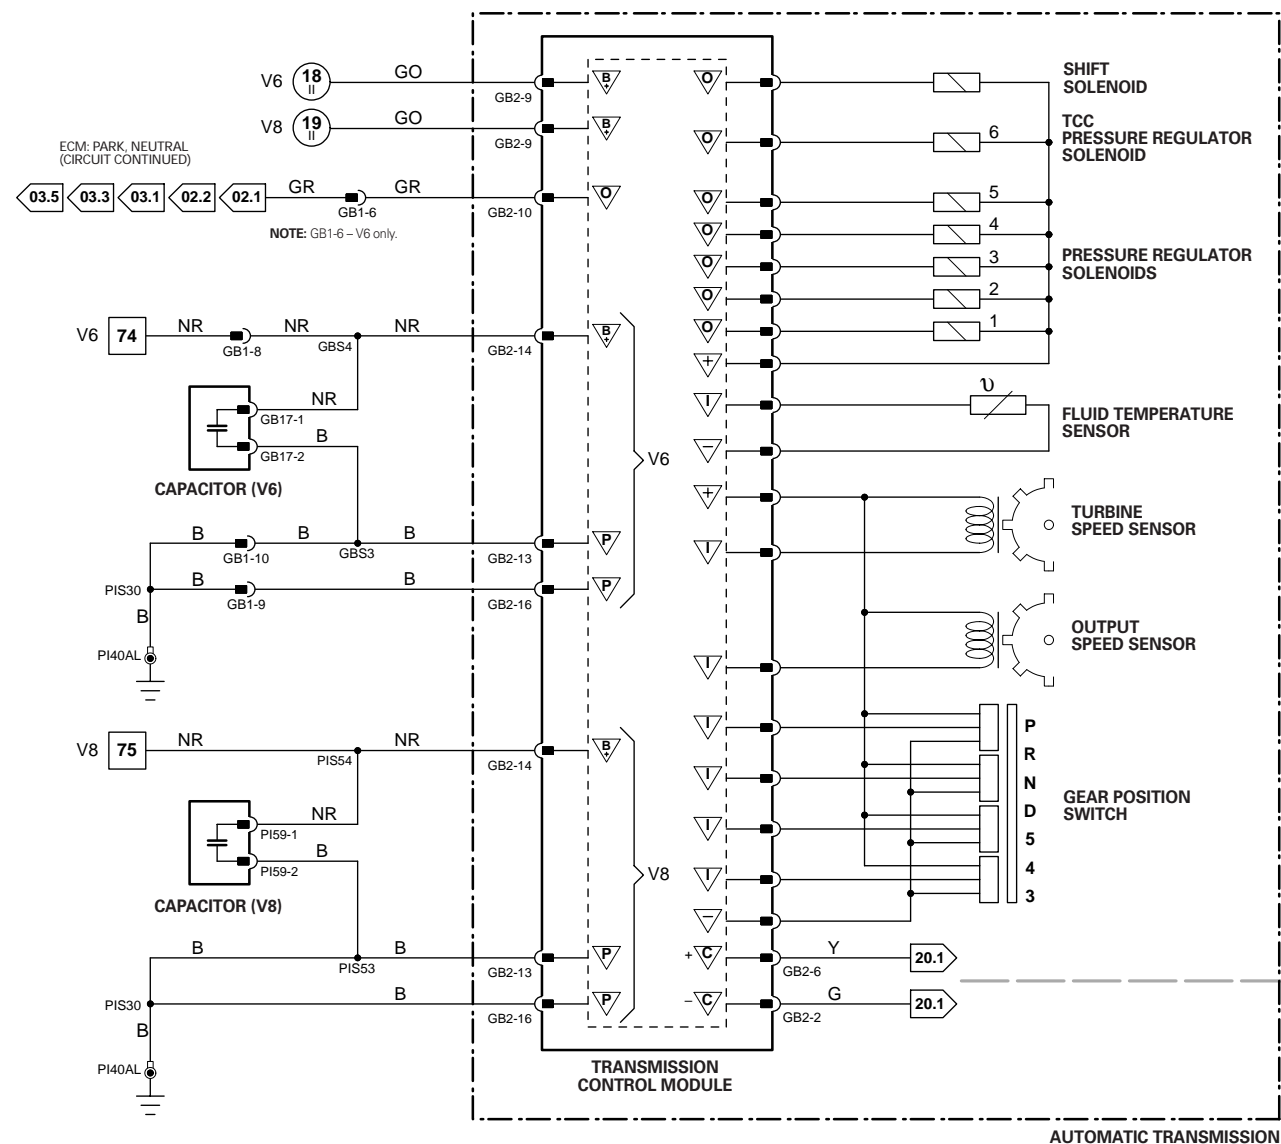 V6 18 II GO GB2-9 B+ O SHIFT
SOLENOID
V8 19 II GO GB2-9 B+ O 6 TCC
PRESSURE REGULATOR
SOLENOID
ECM: PARK, NEUTRAL
(CIRCUIT CONTINUED)
03.5 03.3 03.1 02.2 02.1 GR GB1-6 GR GB2-10 O O 5
NOTE: GB1-6 – V6 only.
O 4
O 3 PRESSURE REGULATOR
SOLENOIDS
O 2
V6 74 NR GB1-8 NR GBS4 NR GB2-14 B+ O 1
+
NR GB17-1 I υ FLUID TEMPERATURE
SENSOR
B GB17-2 –
V6
CAPACITOR (V6)
+ TURBINE
SPEED SENSOR
B GB1-10 B GBS3 B GB2-13 P I
PIS30 B GB1-9 B GB2-16 P
B OUTPUT
SPEED SENSOR
PI40AL I
I P
R
V8 75 NR PIS54 NR GB2-14 B+ I N
GEAR POSITION
SWITCH
D
NR PI59-1 I 5
B PI59-2 V8 I 4
3
CAPACITOR (V8)
–
B PIS53 B GB2-13 P + C GB2-6 Y 20.1
PIS30 B GB2-16 P – C GB2-2 G 20.1
B
PI40AL
TRANSMISSION
CONTROL MODULE
AUTOMATIC TRANSMISSION